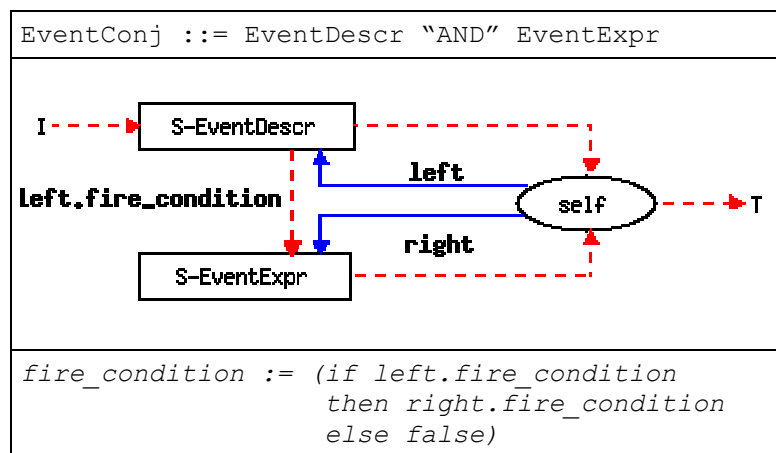 EventConj ::= EventDescr “AND” EventExpr
I
S-EventDescr
left
left.fire_condition
self
T
right
S-EventExpr
fire_condition := (if left.fire_condition
then right.fire_condition
else false)